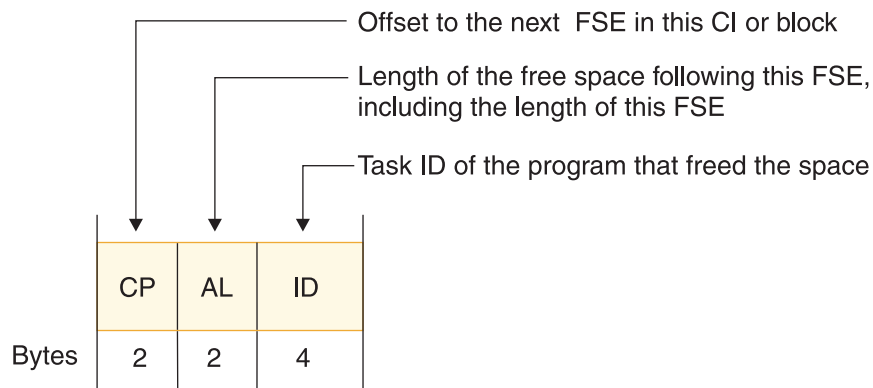 Offset to the next FSE in this CI or block
Length of the free space following this FSE,
including the length of this FSE
Task ID of the program that freed the space
CP AL ID
Bytes 2 2 4